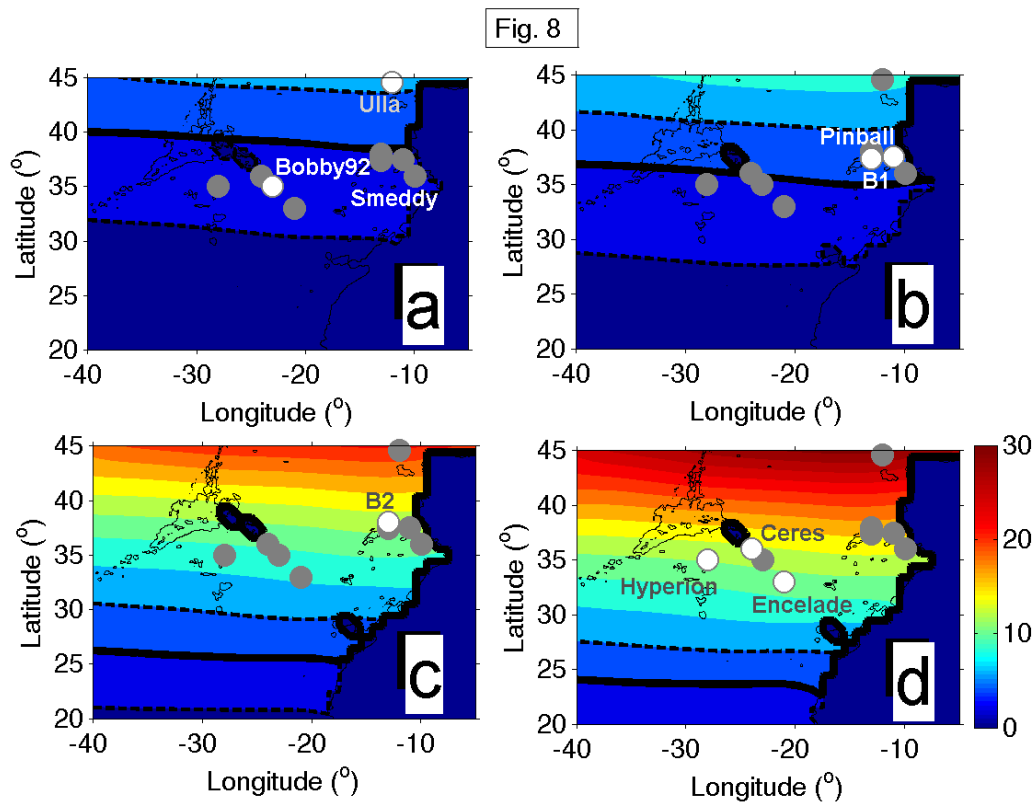 Fig. 8
45
40
35
30
25
20
Latitude (°)
-40
-30
-20
-10
Longitude (°)
Ulla
Bobby92
Smeddy
a
45
40
35
30
25
20
Latitude (°)
-40
-30
-20
-10
Longitude (°)
Pinball
B1
b
45
40
35
30
25
20
Latitude (°)
-40
-30
-20
-10
Longitude (°)
B2
c
45
40
35
30
25
20
Latitude (°)
-40
-30
-20
-10
Longitude (°)
Ceres
Hyperion
Encelade
d
30
20
10
0